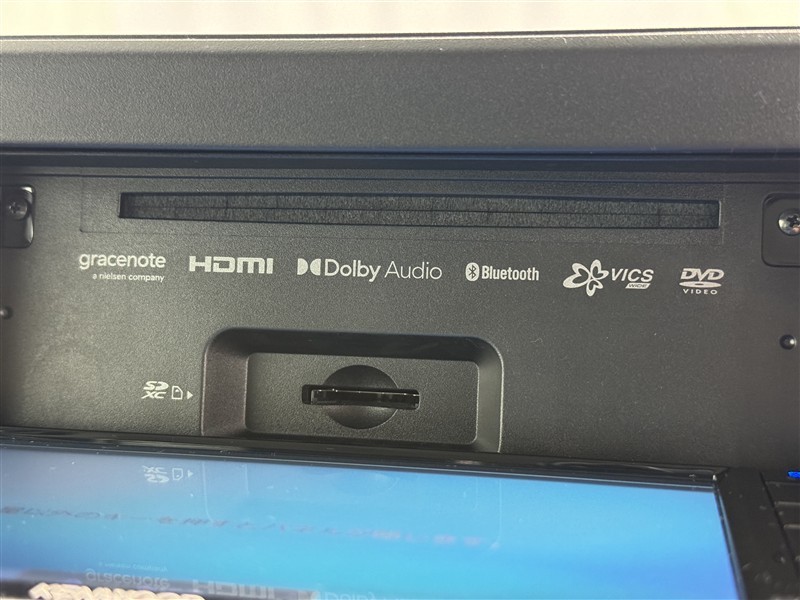 gracenote
a nielsen company
HDMI
Dolby Audio
Bluetooth
VICS
WIDE
DVD
VIDEO
SD
XC